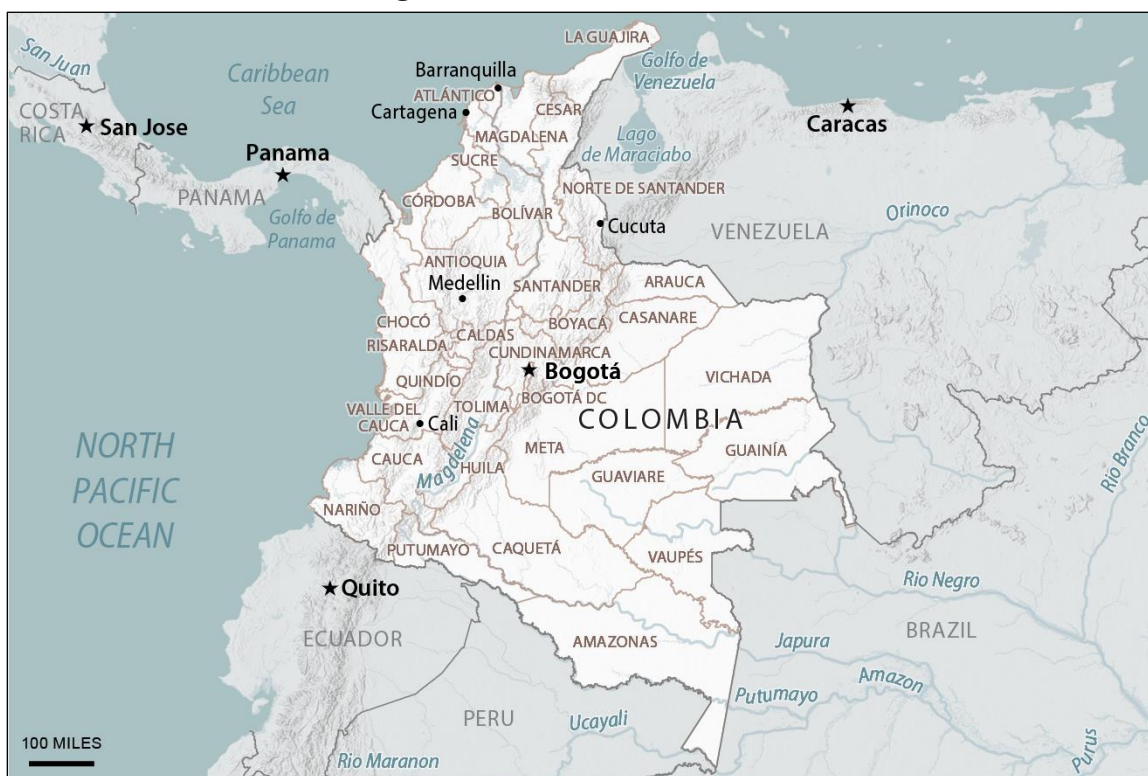 LA GUAJIRA
San Juan
Caribbean
Sea
Barranquilla
Golfo de
Venezuela
ATLÁNTICO
COSTA
RICA
San Jose
Cartagena
CESAR
Caracas
MAGDALENA
Lago
de Maraciabo
Panama
SUCRE
PANAMA
NORTE DE SANTANDER
CÓRDOBA
BOLÍVAR
Orinoco
Golfo de
Panama
Cucuta
VENEZUELA
ANTIOQUIA
Medellin
SANTANDER
ARAUCA
CHOCÓ
CALDAS
BOYACÁ
CASANARE
RISARALDA
CUNDINAMARCA
Bogotá
QUINDÍO
BOGOTÁ DC
VICHADA
VALLE DEL
CAUCA
Cali
TOLIMA
COLOMBIA
NORTH
PACIFIC
OCEAN
CAUCA
Magdelena
HUILA
META
GUAINÍA
GUAVIARE
Rio Branco
NARIÑO
PUTUMAYO
CAQUETÁ
VAUPÉS
Quito
Rio Negro
ECUADOR
AMAZONAS
Japura
BRAZIL
Putumayo
Amazon
PERU
Ucayali
Purus
100 MILES
Rio Maranon